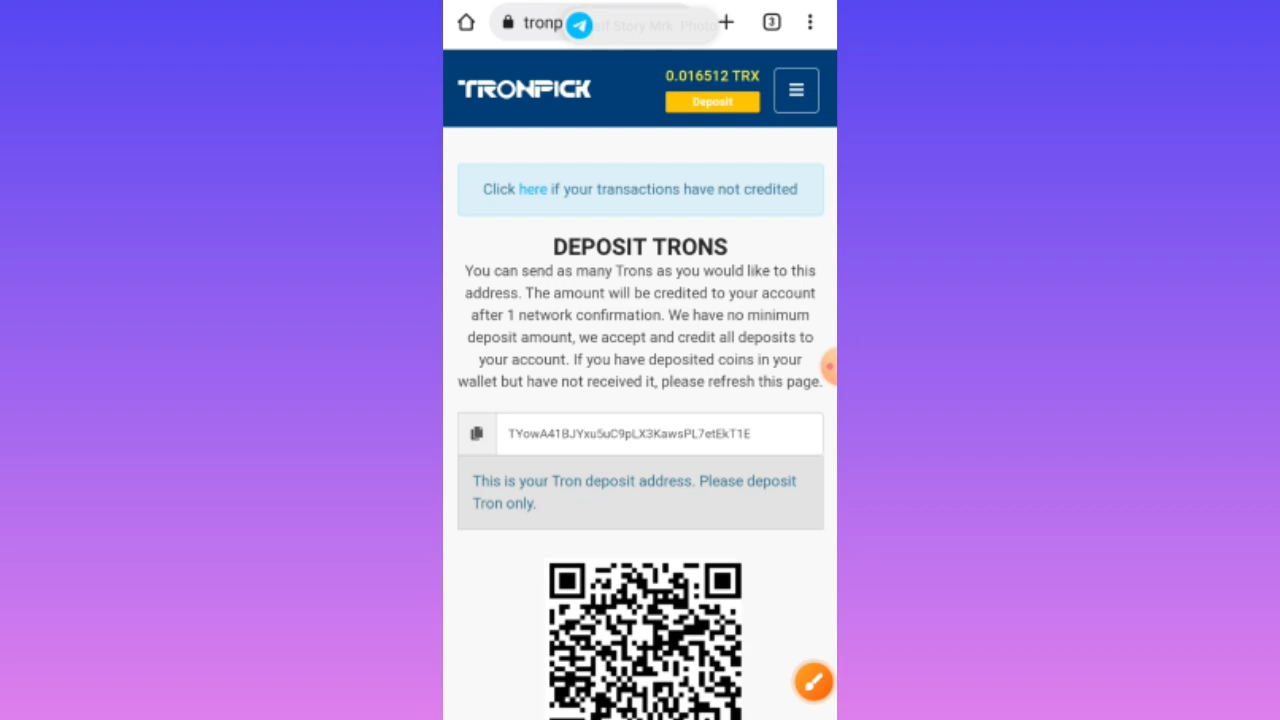 tronp
3
TRONPICK
0.016512 TRX
Deposit
Click here if your transactions have not credited
DEPOSIT TRONS
You can send as many Trons as you would like to this
address. The amount will be credited to your account
after 1 network confirmation. We have no minimum
deposit amount, we accept and credit all deposits to
your account. If you have deposited coins in your
wallet but have not received it, please refresh this page.
TYowA41BJYxu5uC9pLX3KawsPL7etEkT1E
This is your Tron deposit address. Please deposit
Tron only.